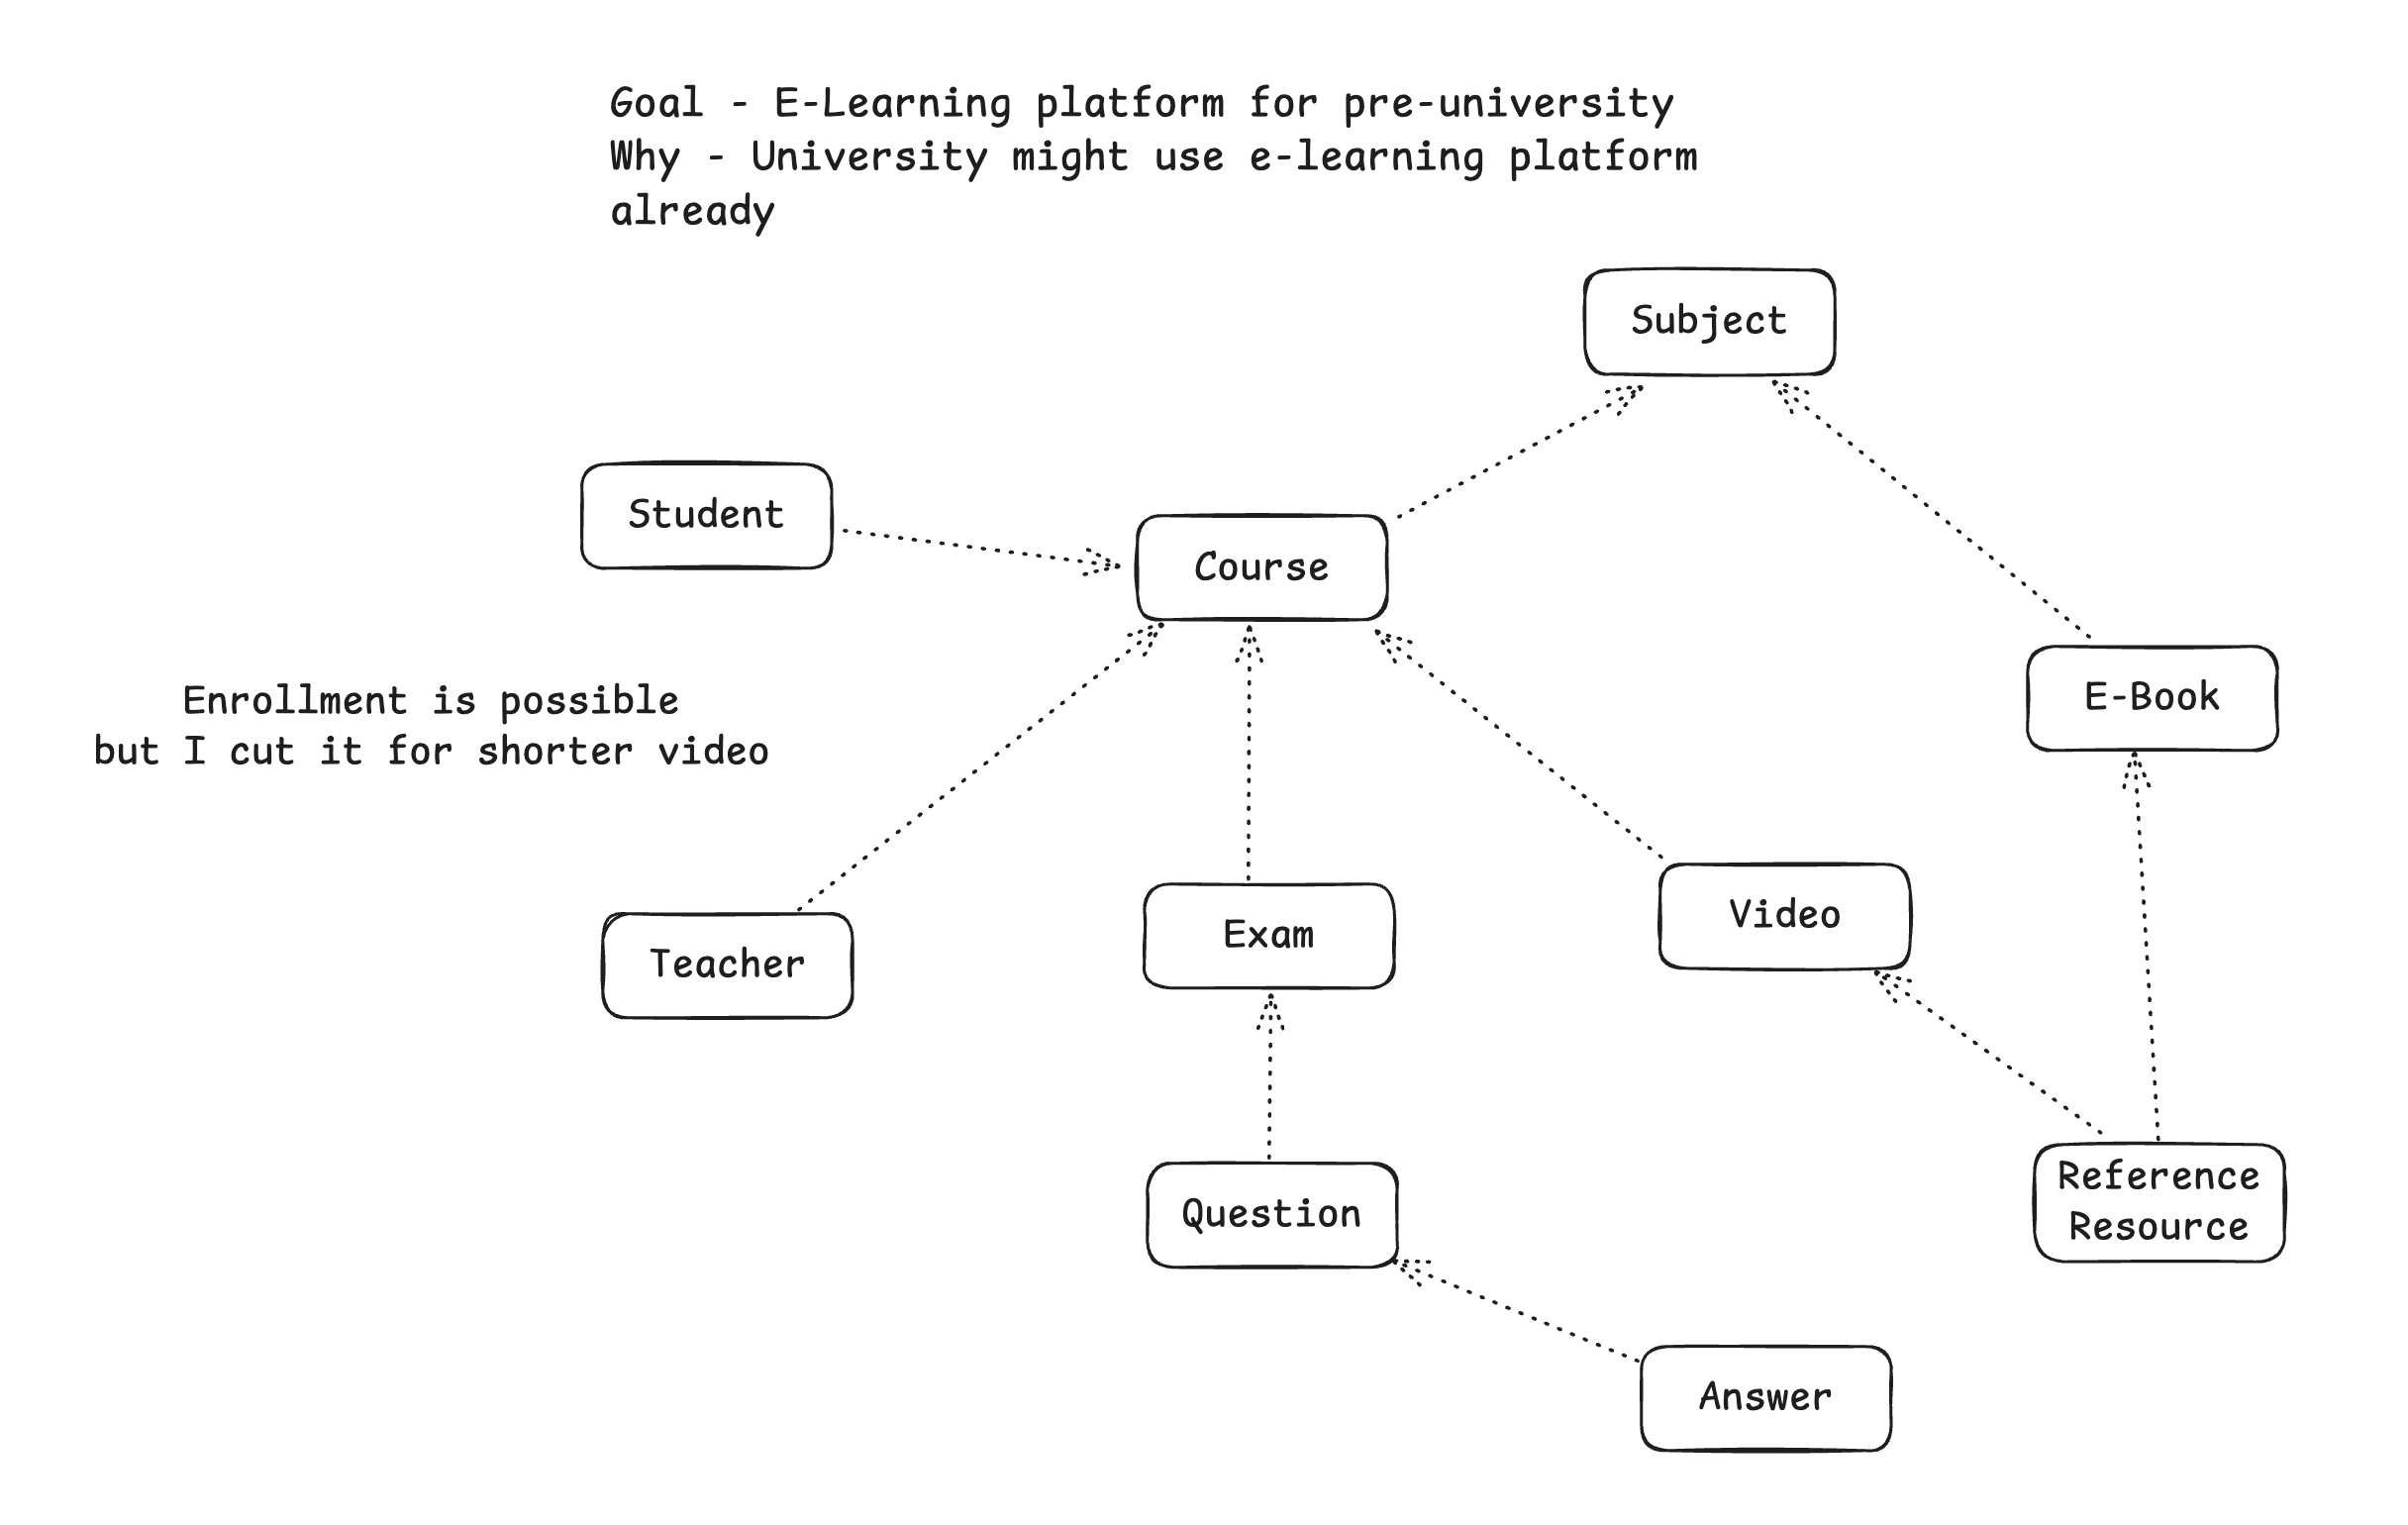 Goal - E-Learning platform for pre-university
Why - University might use e-learning platform
already
Subject
Student
Course
Enrollment is possible
but I cut it for shorter video
E-Book
Teacher
Exam
Video
Question
Reference
Resource
Answer